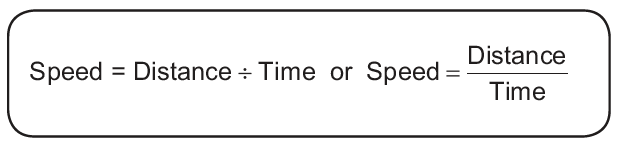 Speed = Distance ÷ Time or Speed = Distance / Time